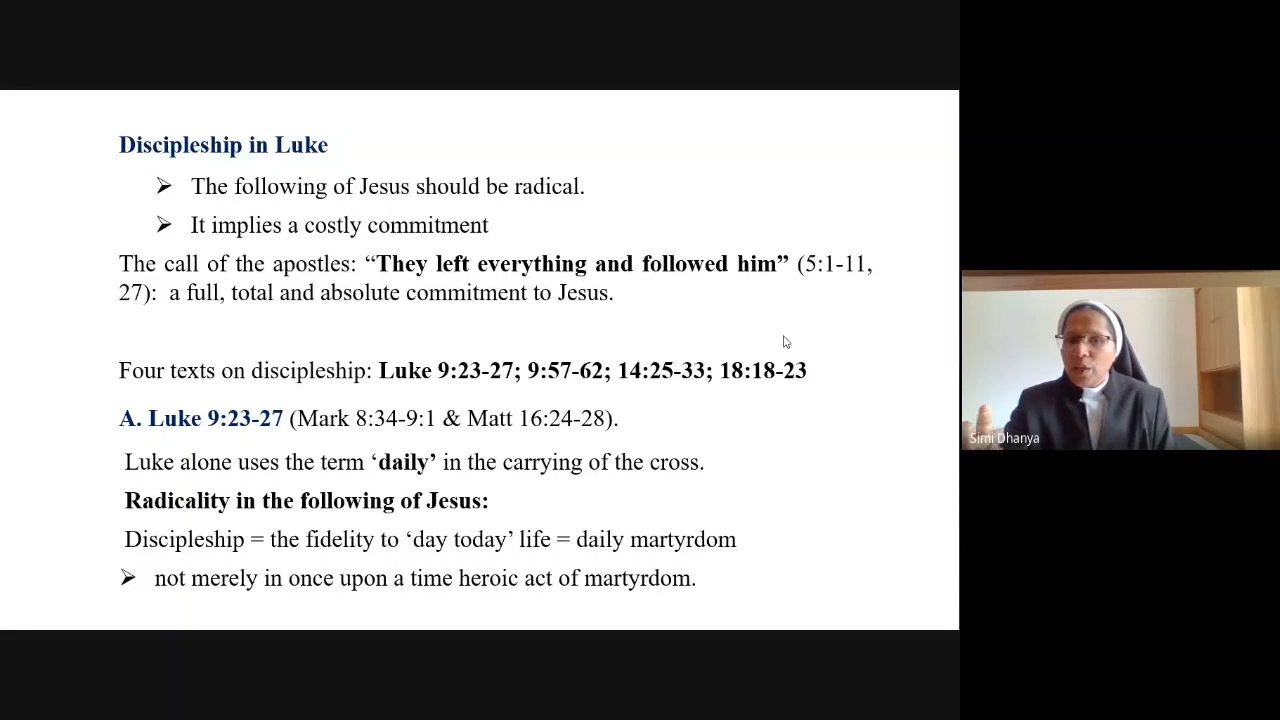 Discipleship in Luke
➢ The following of Jesus should be radical.
➢ It implies a costly commitment
The call of the apostles: “They left everything and followed him” (5:1-11,
27): a full, total and absolute commitment to Jesus.
Four texts on discipleship: Luke 9:23-27; 9:57-62; 14:25-33; 18:18-23
A. Luke 9:23-27 (Mark 8:34-9:1 & Matt 16:24-28).
Luke alone uses the term ‘daily’ in the carrying of the cross.
Radicality in the following of Jesus:
Discipleship = the fidelity to ‘day today’ life = daily martyrdom
➢ not merely in once upon a time heroic act of martyrdom.
Simi Dhanya